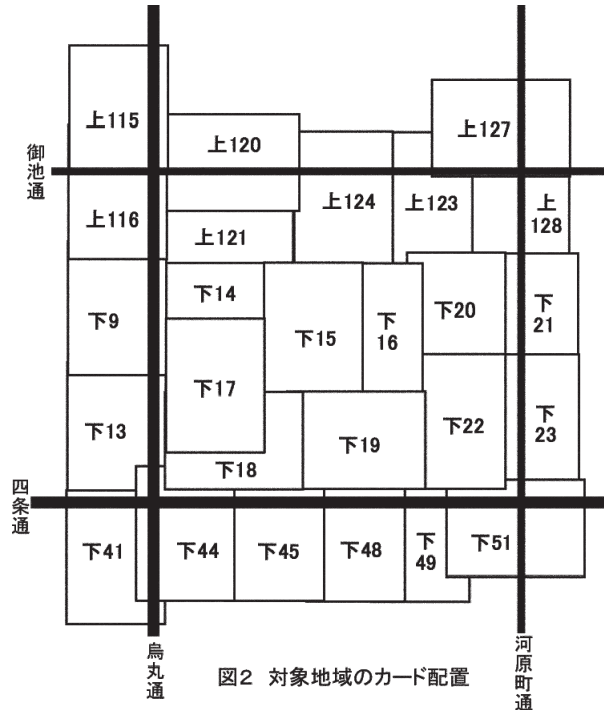 上115
上120
上127
御池通
上116
上124
上123
上
128
上121
下9
下14
下15
下
16
下20
下
21
下17
下13
下18
下19
下22
下
23
四条通
下41
下44
下45
下48
下
49
下51
烏丸通
河原町通
図2 対象地域のカード配置